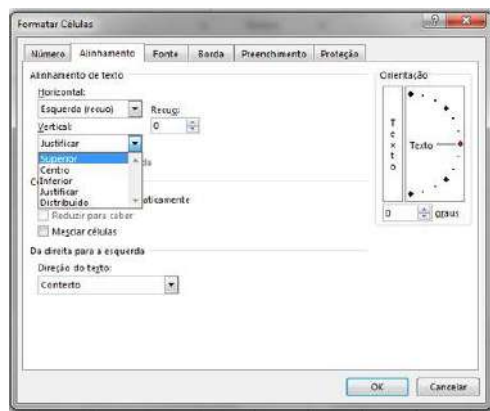 Formatar Células
Número Alinhamento Fonte Borda Preenchimento Proteção
Alinhamento de texto
Horizontal:
Esquerda (recuo)
Recuo:
Vertical:
0
Justificar
Superior
Centro
Inferior
Justificar
Distribuído
aticamente
Reduzir para caber
Mesclar células
Da direita para a esquerda
Direção do texto:
Contexto
Orientação
Texto
Texto
0 graus
OK Cancelar